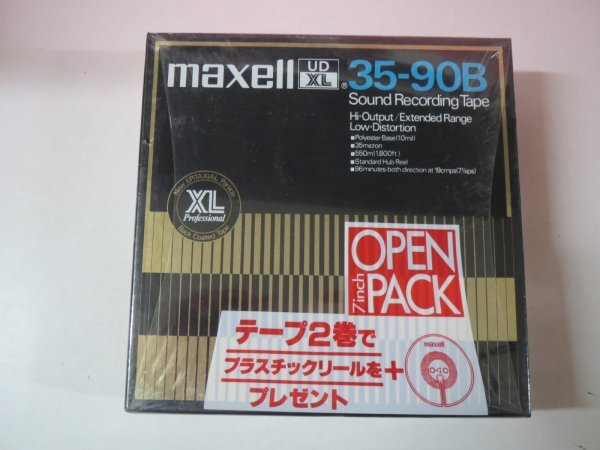 maxell UD XL ® 35-90B
Sound Recording Tape
Hi-Output/Extended Range
Low-Distortion
■Polyester Base(1.0mil)
■35micron
■550m(1,800ft)
■Standard Hub Reel
■96minutes-both direction at 19cmps(7½ips)
New EPITAXIAL Particle
XL
Professional
Back Coated Tape
7inch
OPEN
PACK
テープ2巻で
プラスチックリールを+
プレゼント
maxell